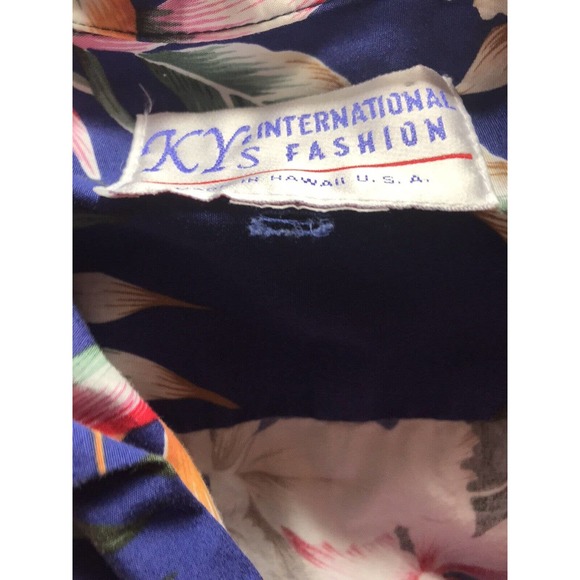 KY's INTERNATIONAL
FASHION
IN HAWAII U.S.A.